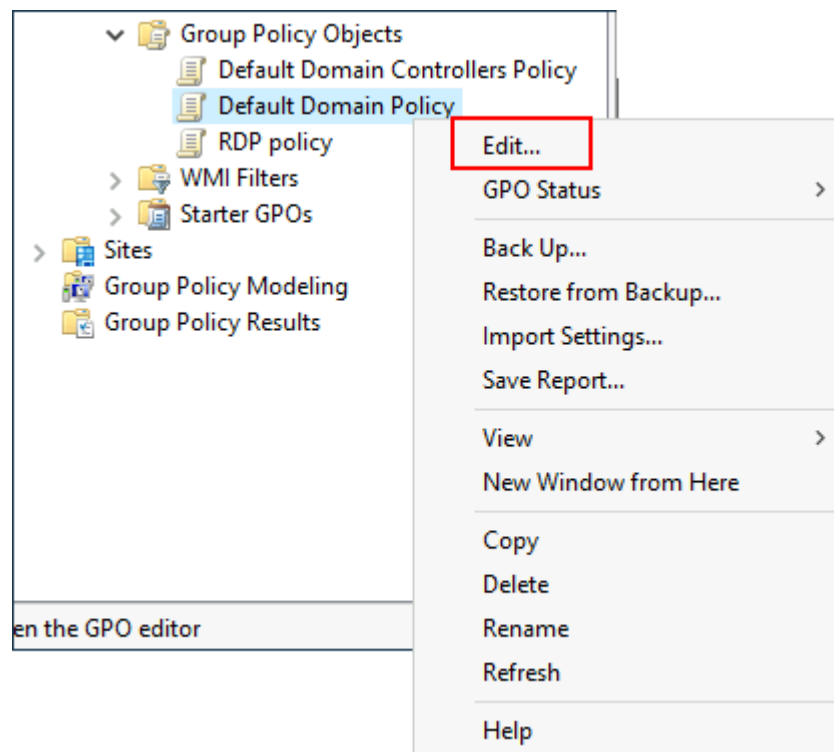 Group Policy Objects
Default Domain Controllers Policy
Default Domain Policy
RDP policy
WMI Filters
Starter GPOs
Sites
Group Policy Modeling
Group Policy Results
en the GPO editor
Edit...
GPO Status
Back Up...
Restore from Backup...
Import Settings...
Save Report...
View
New Window from Here
Copy
Delete
Rename
Refresh
Help